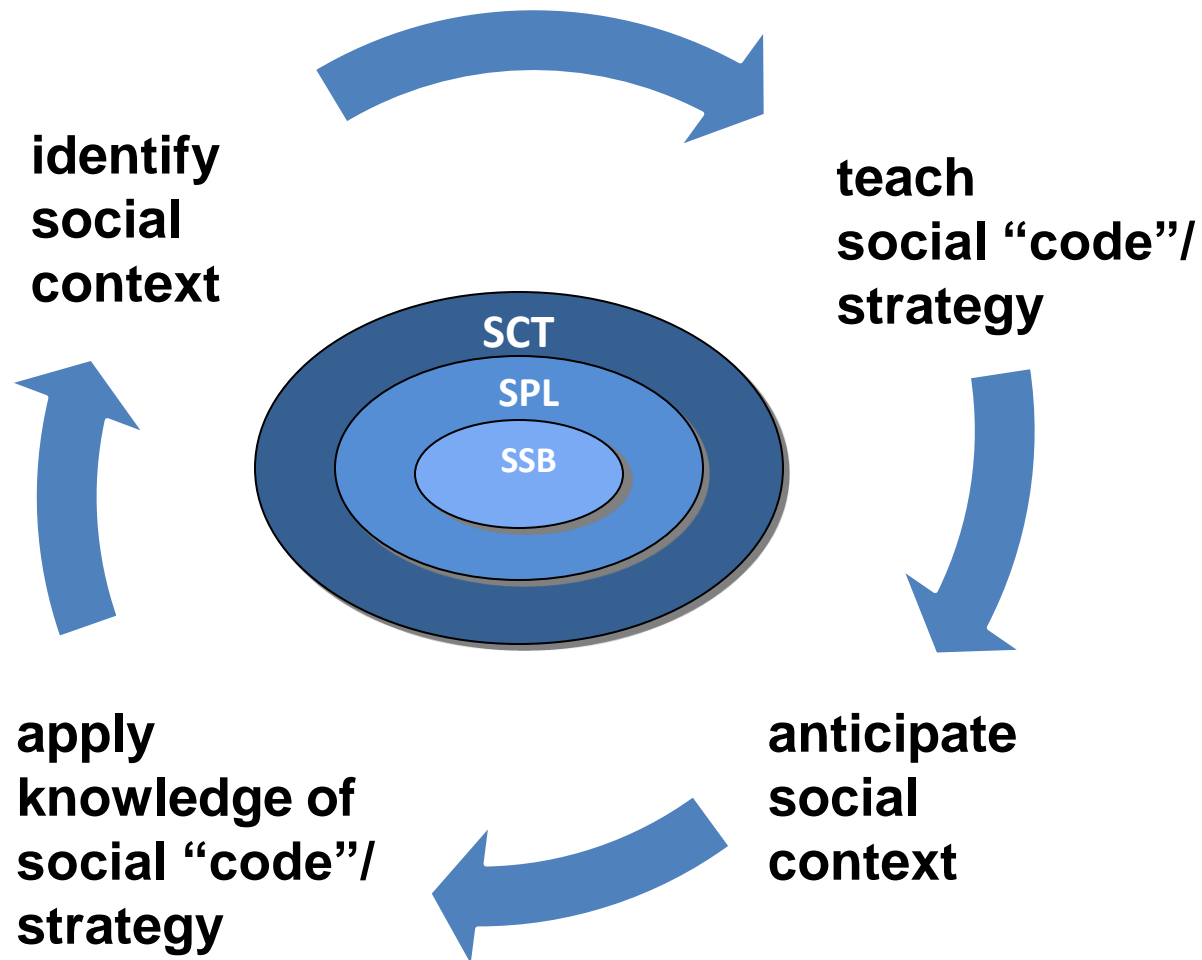 identify
social
context
teach
social “code”/
strategy
SCT
SPL
SSB
apply
knowledge of
social “code”/
strategy
anticipate
social
context